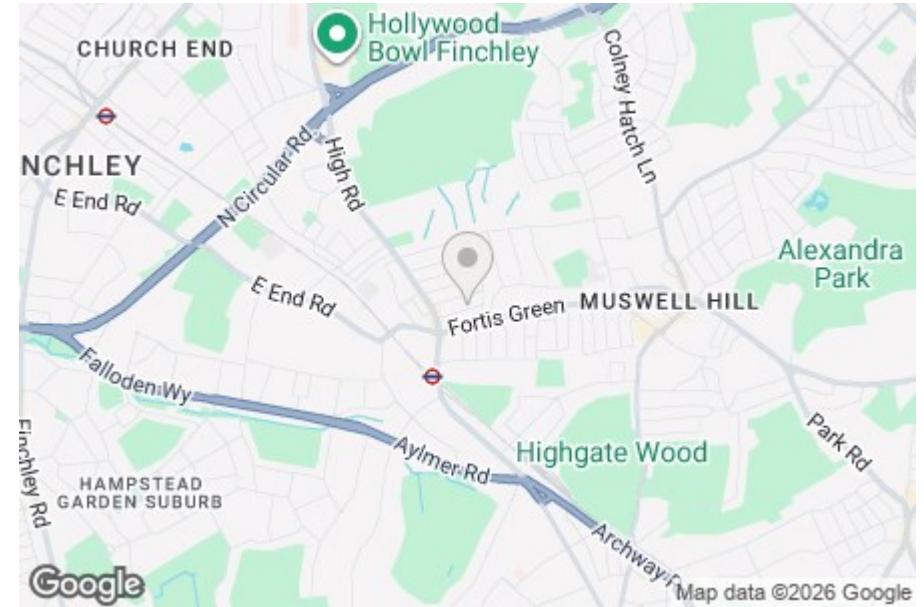 CHURCH END
Hollywood
Bowl Finchley
Colney Hatch Ln
NCHLEY
High Rd
N Circular Rd
E End Rd
Alexandra
Park
E End Rd
Fortis Green
MUSWELL HILL
Falloden Wy
Finchley Rd
Aylmer Rd
Highgate Wood
Park Rd
HAMPSTEAD
GARDEN SUBURB
Archway
Google
Map data ©2026 Google